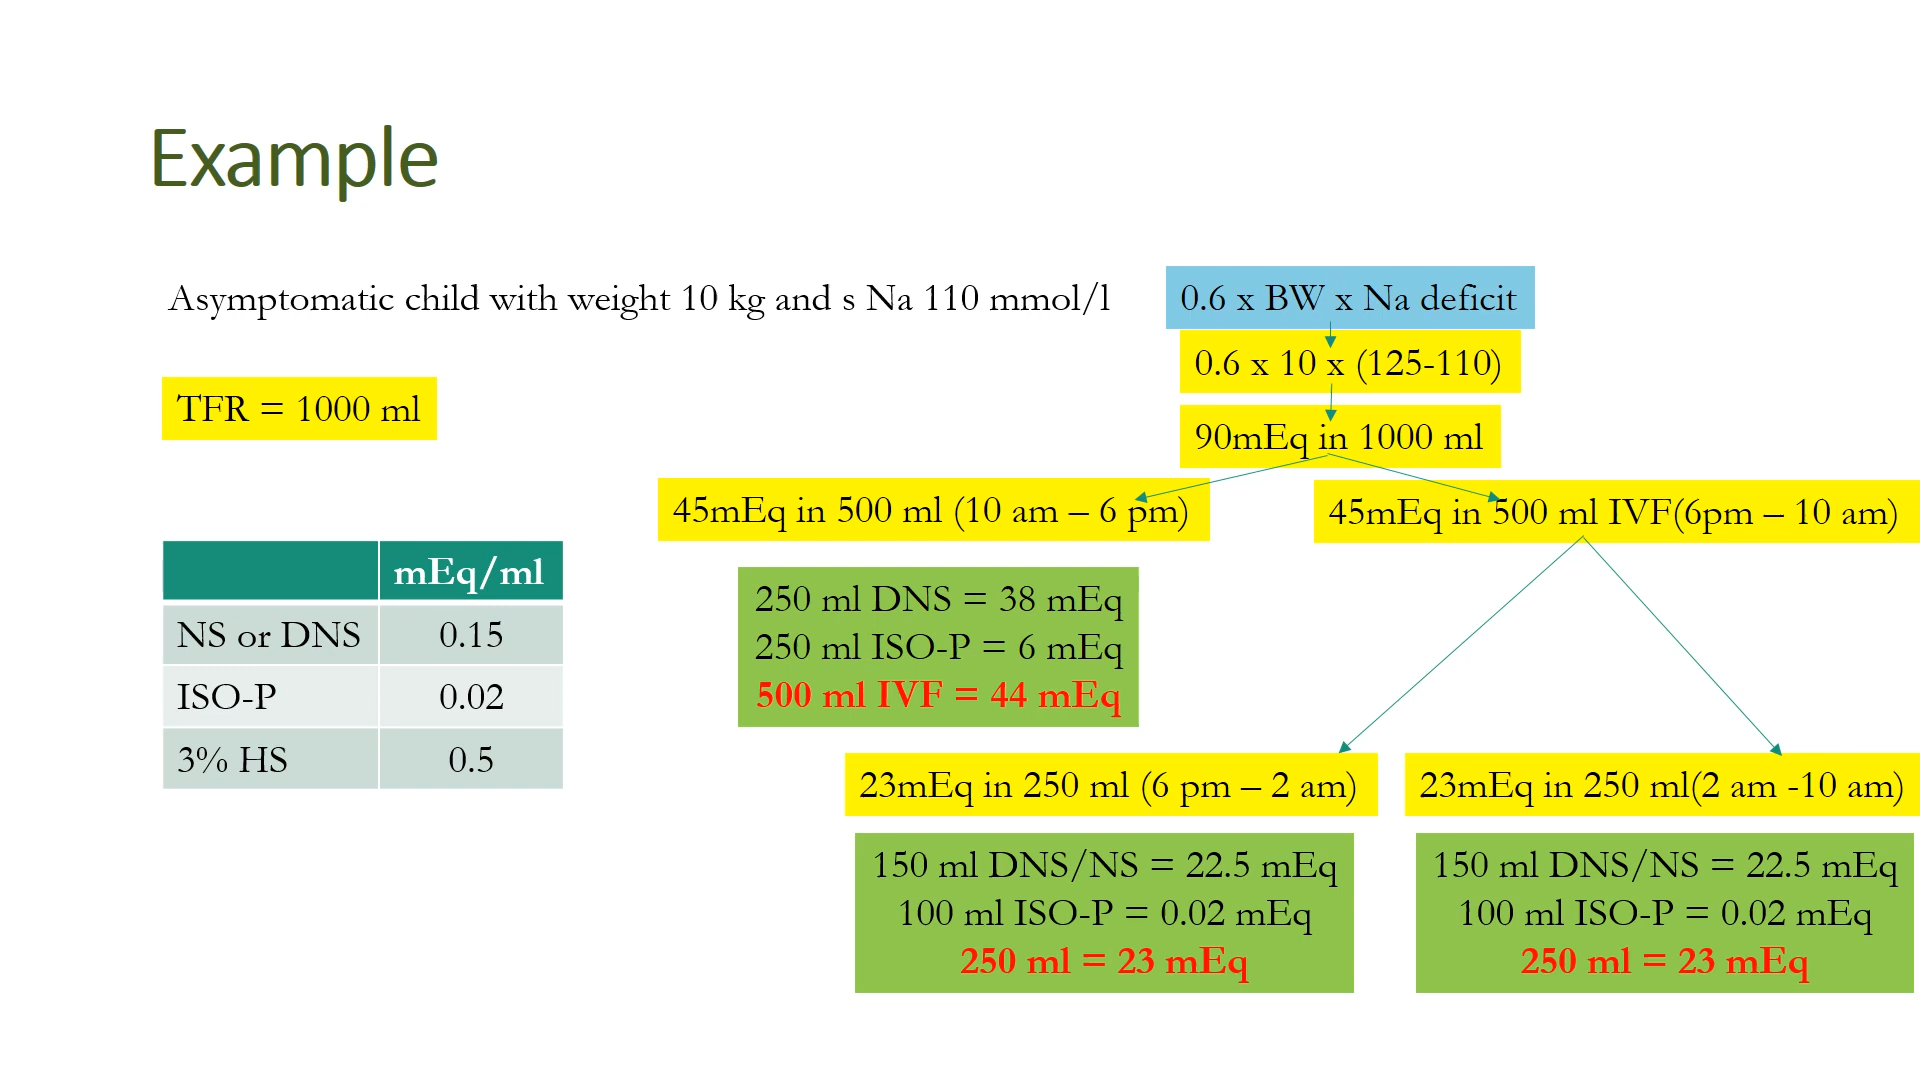 Example
Asymptomatic child with weight 10 kg and s Na 110 mmol/l
0.6 x BW x Na deficit
0.6 x 10 x (125-110)
TFR = 1000 ml
90mEq in 1000 ml
45mEq in 500 ml (10 am – 6 pm)
45mEq in 500 ml IVF(6pm – 10 am)
mEq/ml
NS or DNS 0.15
ISO-P 0.02
3% HS 0.5
250 ml DNS = 38 mEq
250 ml ISO-P = 6 mEq
500 ml IVF = 44 mEq
23mEq in 250 ml (6 pm – 2 am)
23mEq in 250 ml(2 am -10 am)
150 ml DNS/NS = 22.5 mEq
100 ml ISO-P = 0.02 mEq
250 ml = 23 mEq
150 ml DNS/NS = 22.5 mEq
100 ml ISO-P = 0.02 mEq
250 ml = 23 mEq